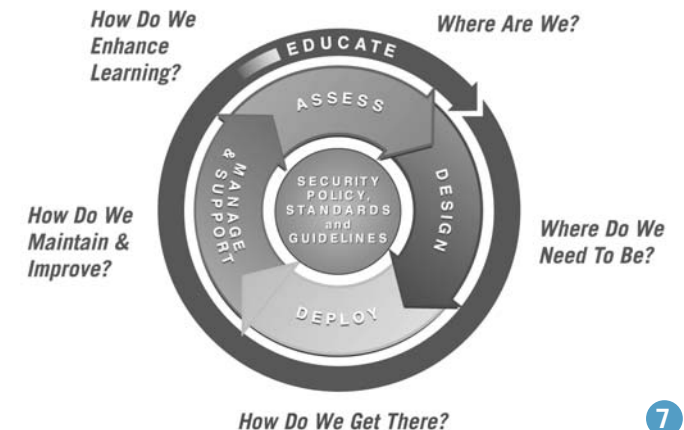 How Do We
Enhance
Learning?
Where Are We?
EDUCATE
ASSESS
DESIGN
DEPLOY
MANAGE
& SUPPORT
SECURITY
POLICY,
STANDARDS
and
GUIDELINES
How Do We
Maintain &
Improve?
Where Do We
Need To Be?
How Do We Get There?
7